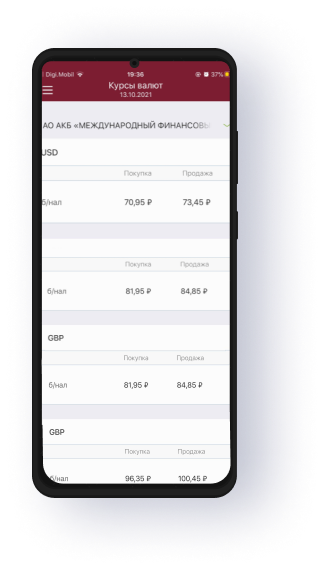 Digi.Mobil 19:36 37%
Курсы валют
13.10.2021
АО АКБ «МЕЖДУНАРОДНЫЙ ФИНАНСОВЫ
USD
Покупка Продажа
б/нал 70,95 ₽ 73,45 ₽
Покупка Продажа
б/нал 81,95 ₽ 84,85 ₽
GBP
Покупка Продажа
б/нал 81,95 ₽ 84,85 ₽
GBP
Покупка Продажа
б/нал 96,35 ₽ 100,45 ₽